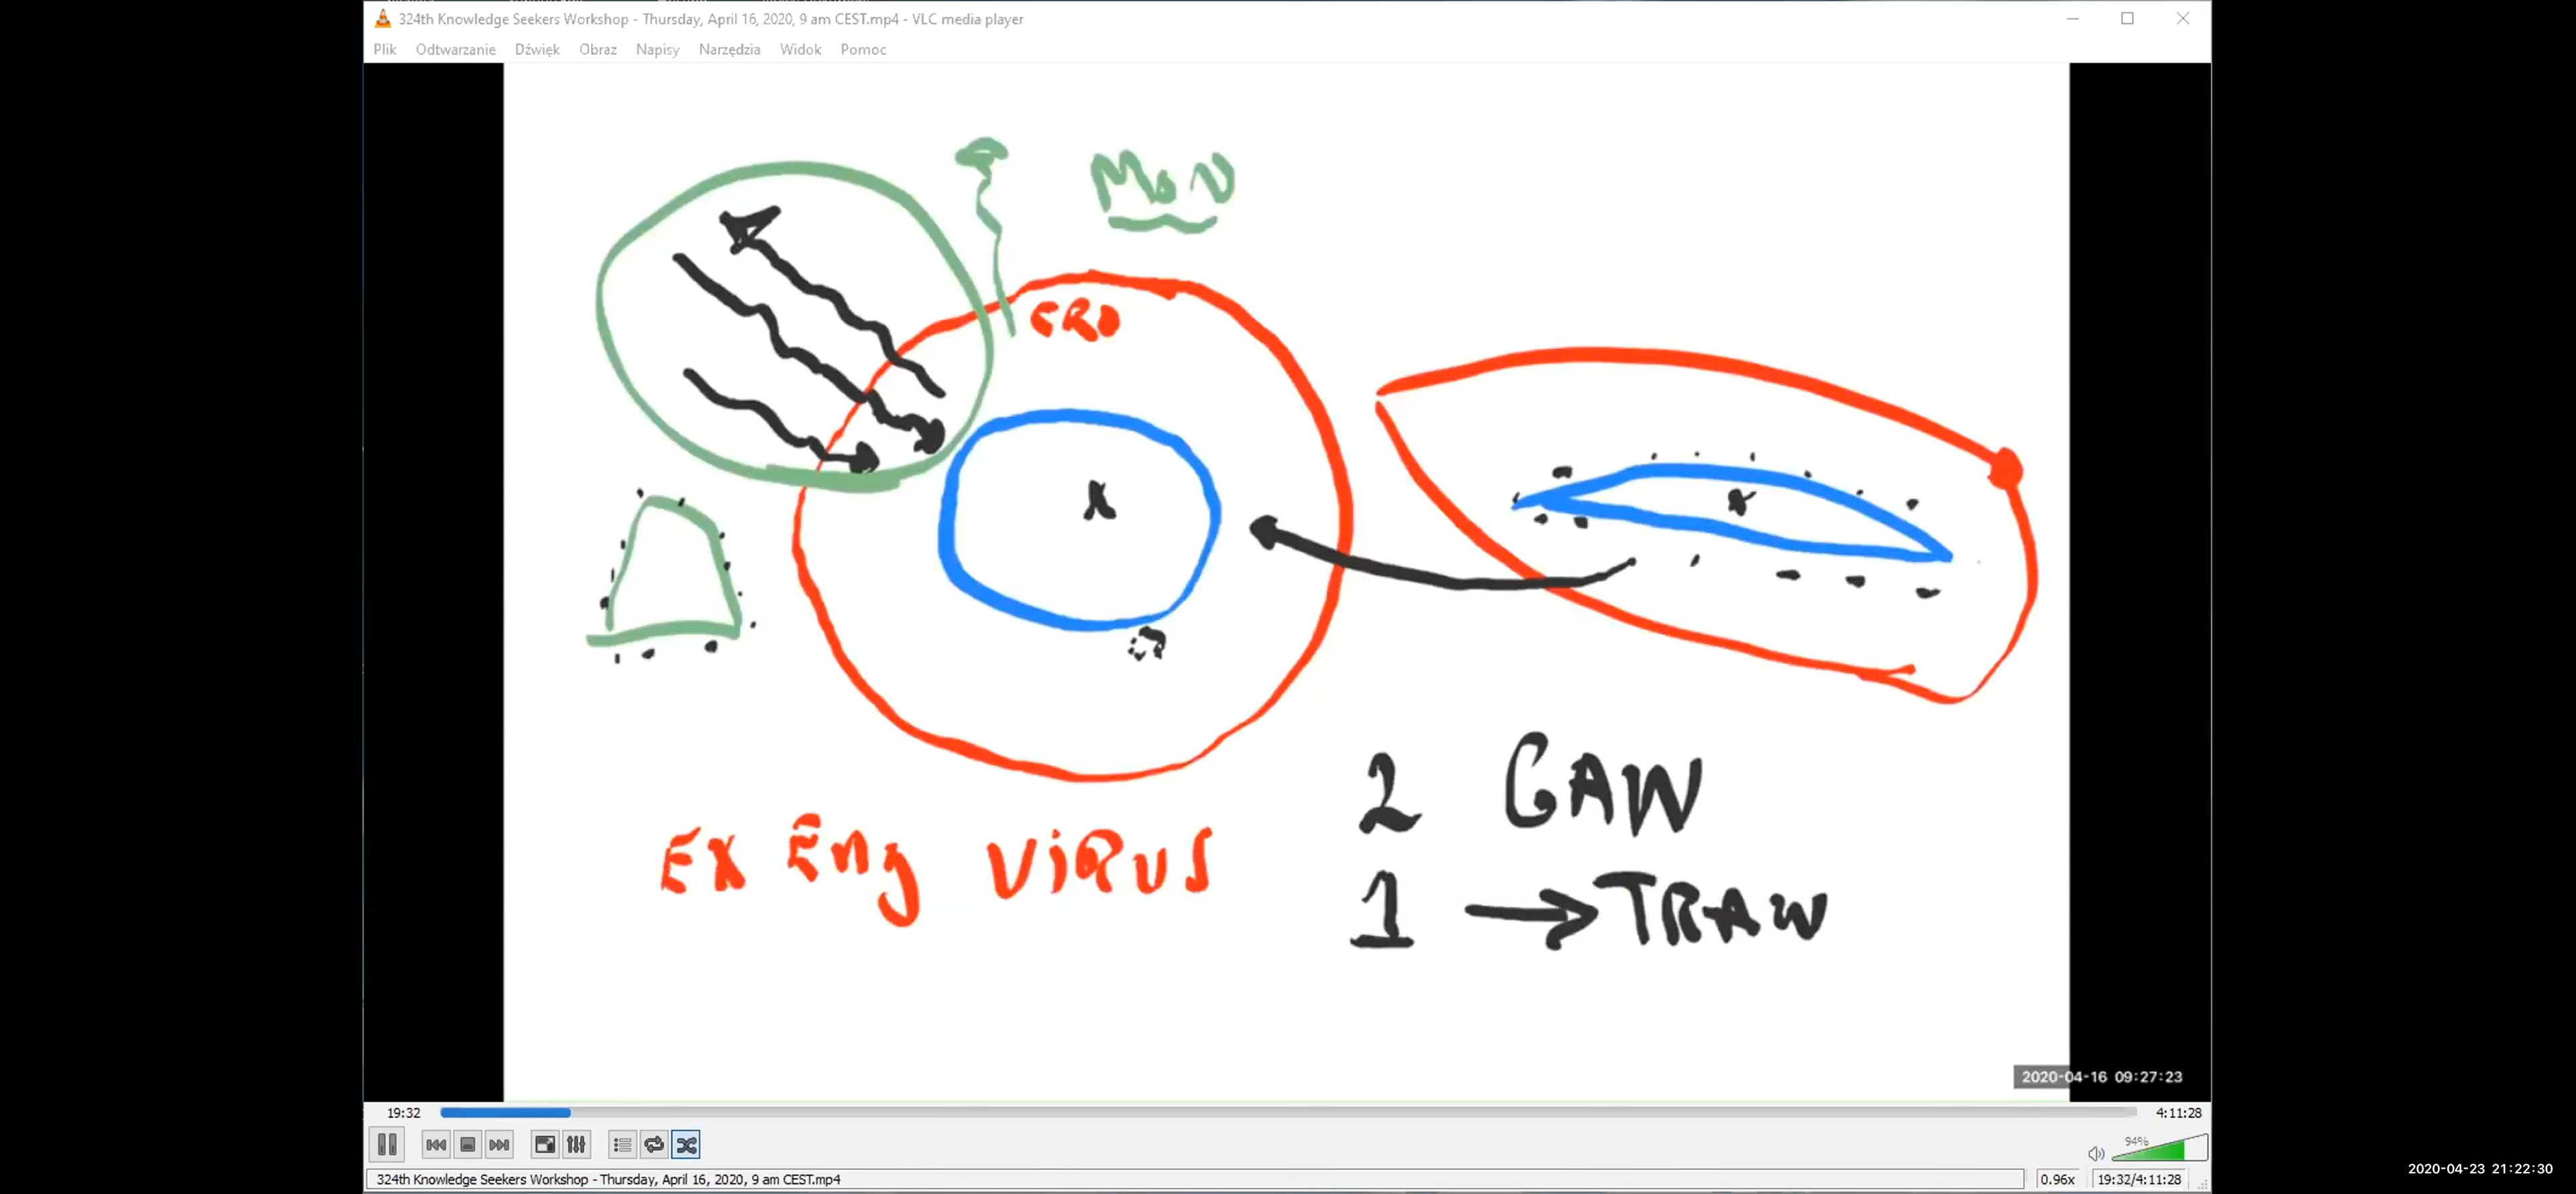 324th Knowledge Seekers Workshop - Thursday, April 16, 2020, 9 am CEST.mp4 - VLC media player
Plik Odtwarzanie Dźwięk Obraz Napisy Narzędzia Widok Pomoc
MoN
ERO
X
X
2 GAW
EX Eng ViRUS
1 → TRAW
2020-04-16 09:27:23
19:32 4:11:28
94%
2020-04-23 21:22:30
324th Knowledge Seekers Workshop - Thursday, April 16, 2020, 9 am CEST.mp4 0.96x 19:32/4:11:28